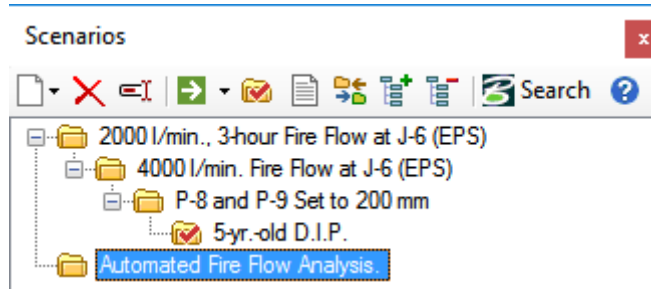 Scenarios
x
Search ?
2000 l/min., 3-hour Fire Flow at J-6 (EPS)
4000 l/min. Fire Flow at J-6 (EPS)
P-8 and P-9 Set to 200 mm
5-yr.-old D.I.P.
Automated Fire Flow Analysis.